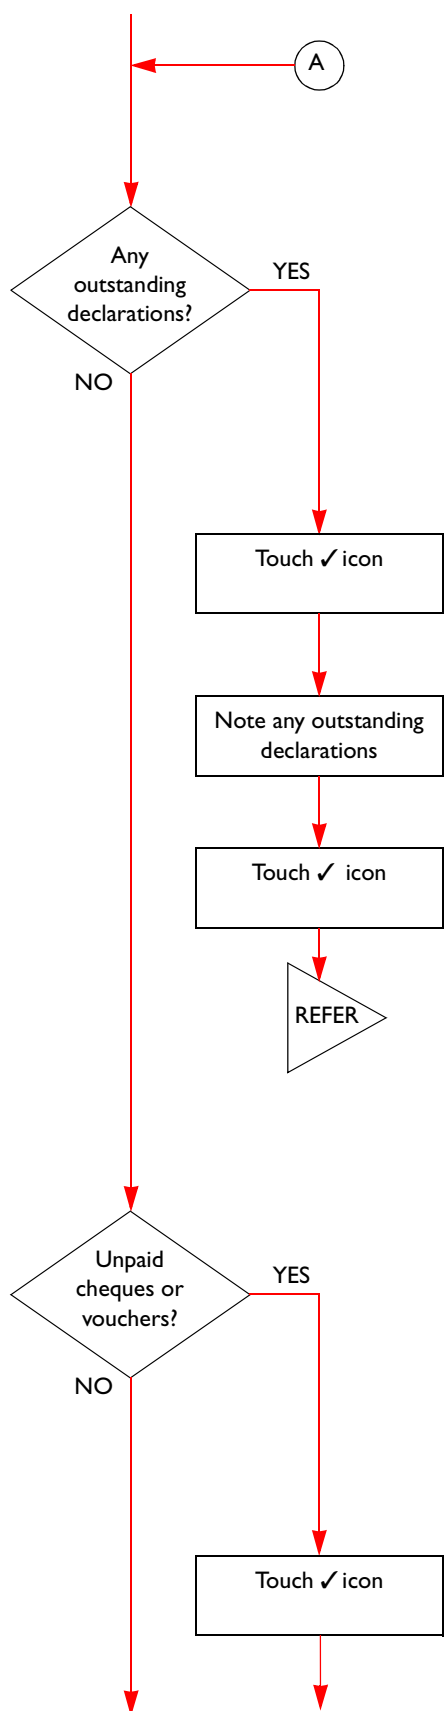 A
Any
outstanding
declarations?
YES
NO
Touch ✓ icon
Note any outstanding
declarations
Touch ✓ icon
REFER
Unpaid
cheques or
vouchers?
YES
NO
Touch ✓ icon